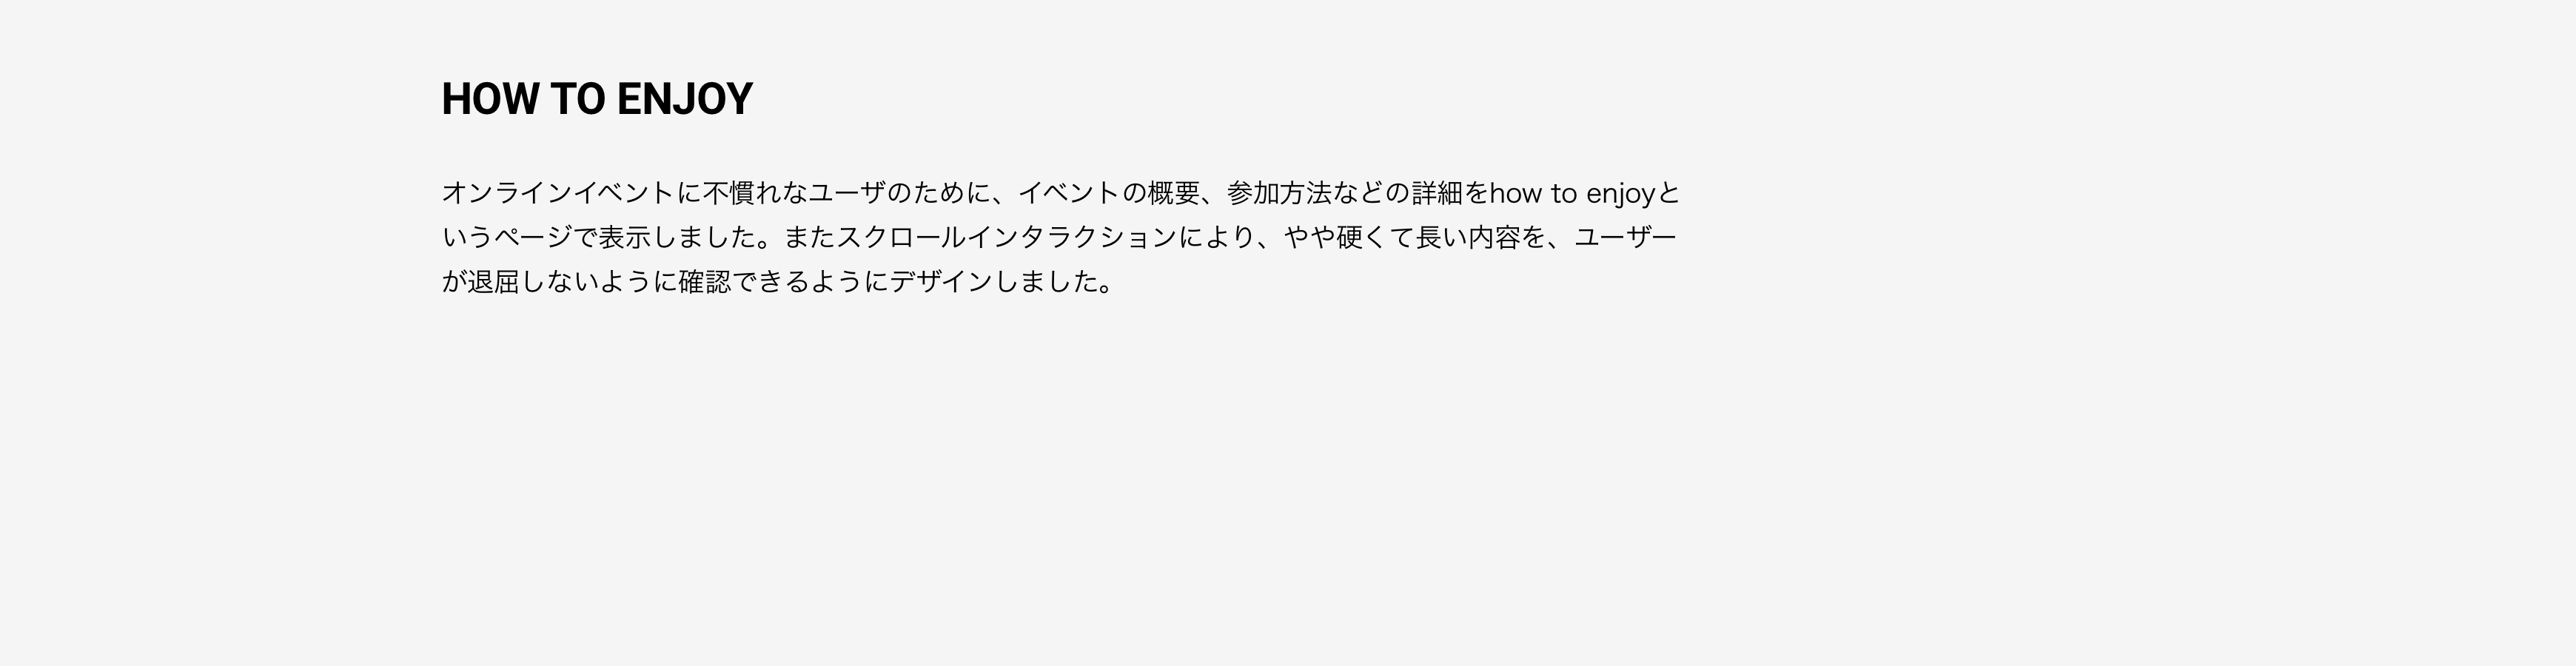 HOW TO ENJOY
オンラインイベントに不慣れなユーザのために、イベントの概要、参加方法などの詳細をhow to enjoyと
いうページで表示しました。またスクロールインタラクションにより、やや硬くて長い内容を、ユーザー
が退屈しないように確認できるようにデザインしました。